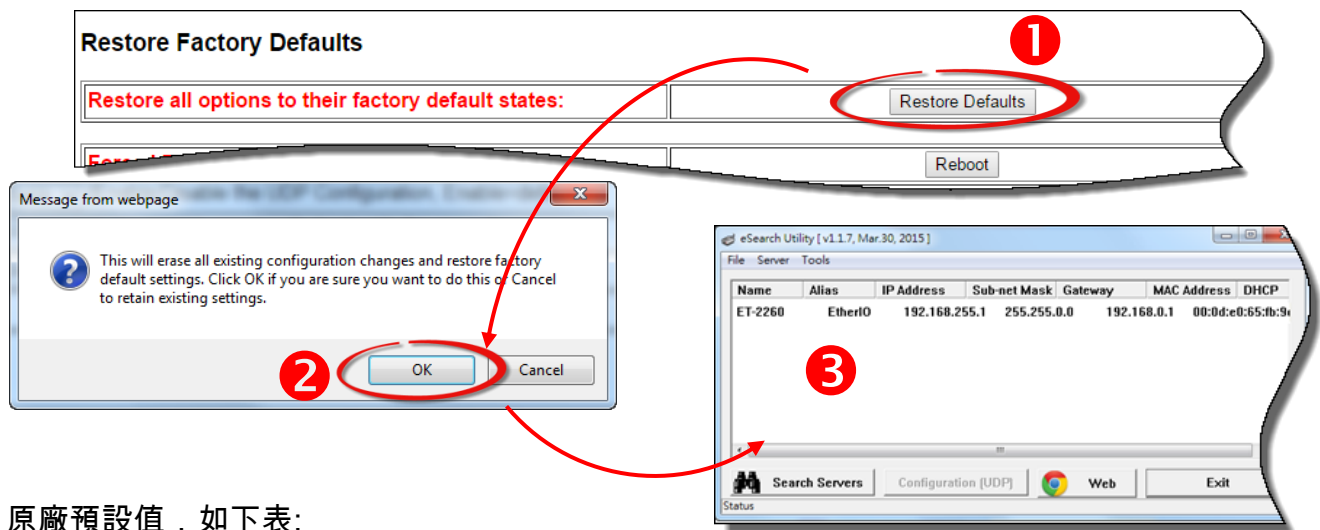 Restore Factory Defaults
1
Restore all options to their factory default states:
Restore Defaults
Reboot
Message from webpage
This will erase all existing configuration changes and restore factory
default settings. Click OK if you are sure you want to do this or Cancel
to retain existing settings.
2
OK
Cancel
eSearch Utility [ v1.1.7, Mar.30, 2015 ]
File Server Tools
Name Alias IP Address Sub-net Mask Gateway MAC Address DHCP
ET-2260 EtherIO 192.168.255.1 255.255.0.0 192.168.0.1 00:0d:e0:65:fb:9
3
Search Servers
Configuration (UDP)
Web
Exit
Status
原廠預設值，如下表: